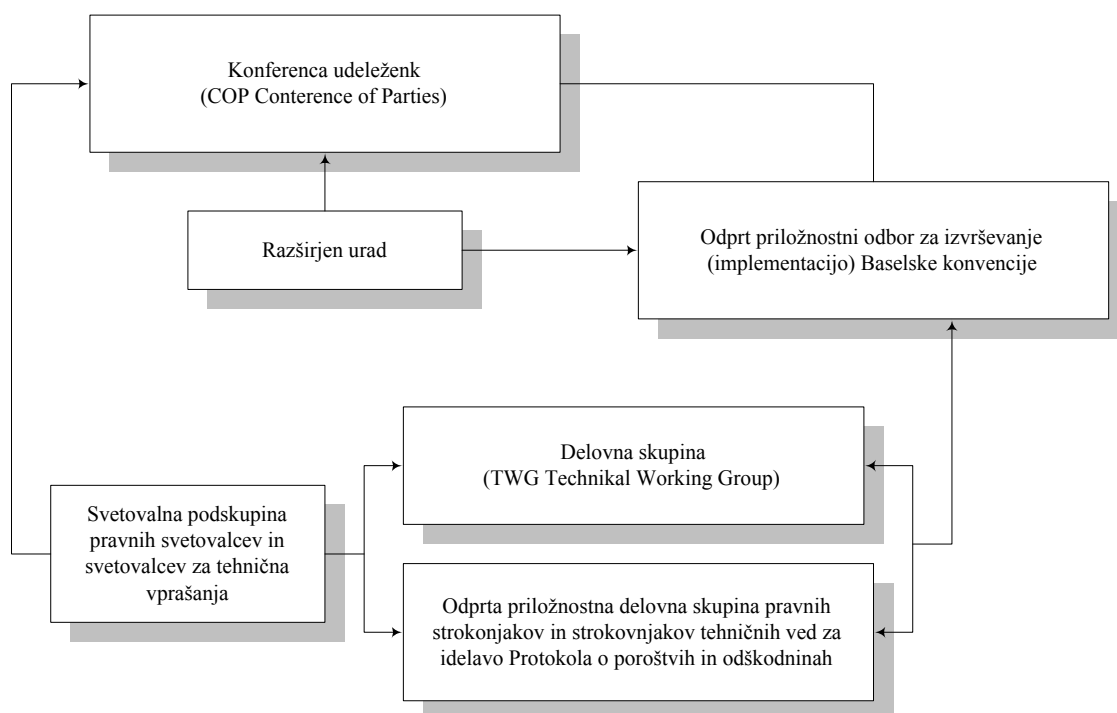 Konferenca udeleženk
(COP Conterence of Parties)
Razširjen urad
Odprt priložnostni odbor za izvrševanje
(implementacijo) Baselske konvencije
Delovna skupina
(TWG Technikal Working Group)
Svetovalna podskupina
pravnih svetovalcev in
svetovalcev za tehnična
vprašanja
Odprta priložnostna delovna skupina pravnih
strokonjakov in strokovnjakov tehničnih ved za
idelavo Protokola o poroštvih in odškodninah